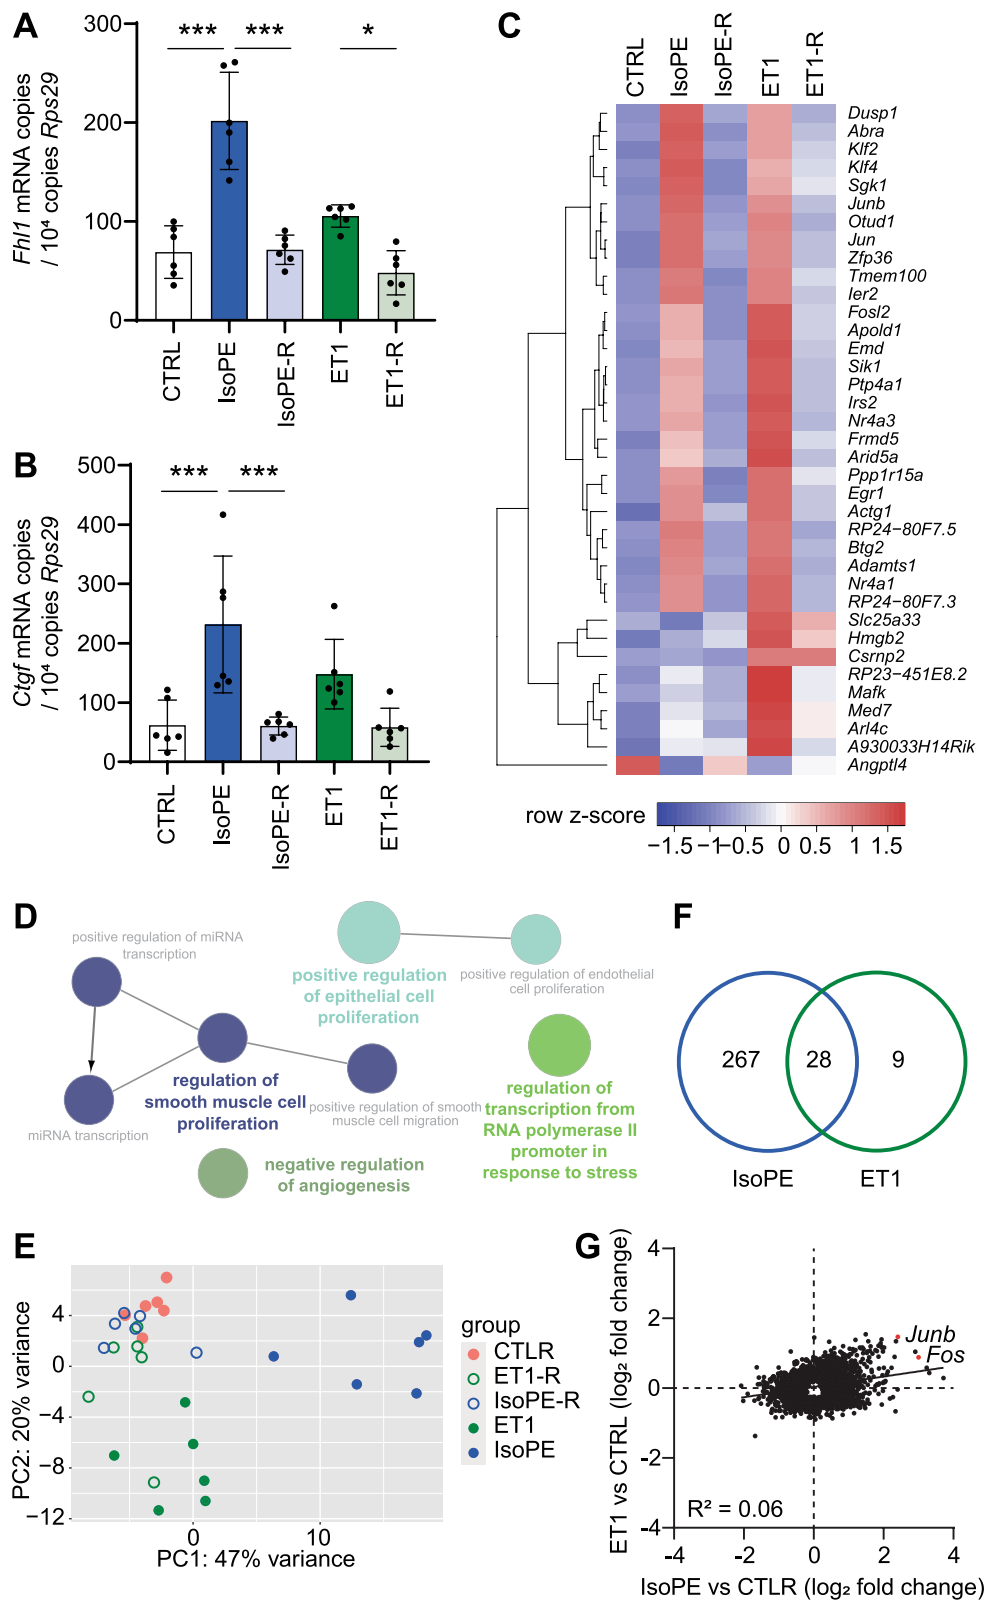 A
Fhl1 mRNA copies
/ 10⁴ copies Rps29
300
200
100
0
***
***
*
CTRL
IsoPE
IsoPE-R
ET1
ET1-R
B
Ctgf mRNA copies
/ 10⁴ copies Rps29
500
400
300
200
100
0
***
***
CTRL
IsoPE
IsoPE-R
ET1
ET1-R
C
CTRL
IsoPE
IsoPE-R
ET1
ET1-R
Dusp1
Abra
Klf2
Klf4
Sgk1
Junb
Otud1
Jun
Zfp36
Tmem100
Ier2
Fosl2
Apold1
Emd
Sik1
Ptp4a1
Irs2
Nr4a3
Frmd5
Arid5a
Ppp1r15a
Egr1
Actg1
RP24−80F7.5
Btg2
Adamts1
Nr4a1
RP24−80F7.3
Slc25a33
Hmgb2
Csrnp2
RP23−451E8.2
Mafk
Med7
Arl4c
A930033H14Rik
Angptl4
row z-score
−1.5 −1 −0.5 0 0.5 1 1.5
D
positive regulation of miRNA
transcription
miRNA transcription
regulation of
smooth muscle cell
proliferation
positive regulation of smooth
muscle cell migration
positive regulation
of epithelial cell
proliferation
positive regulation of endothelial
cell proliferation
regulation of
transcription from
RNA polymerase II
promoter in
response to stress
negative regulation
of angiogenesis
F
267
28
9
IsoPE
ET1
E
PC2: 20% variance
4
0
−4
−8
−12
0
10
PC1: 47% variance
group
CTLR
ET1-R
IsoPE-R
ET1
IsoPE
G
ET1 vs CTRL (log₂ fold change)
4
2
0
-2
-4
Junb
Fos
R² = 0.06
-4
-2
0
2
4
IsoPE vs CTLR (log₂ fold change)